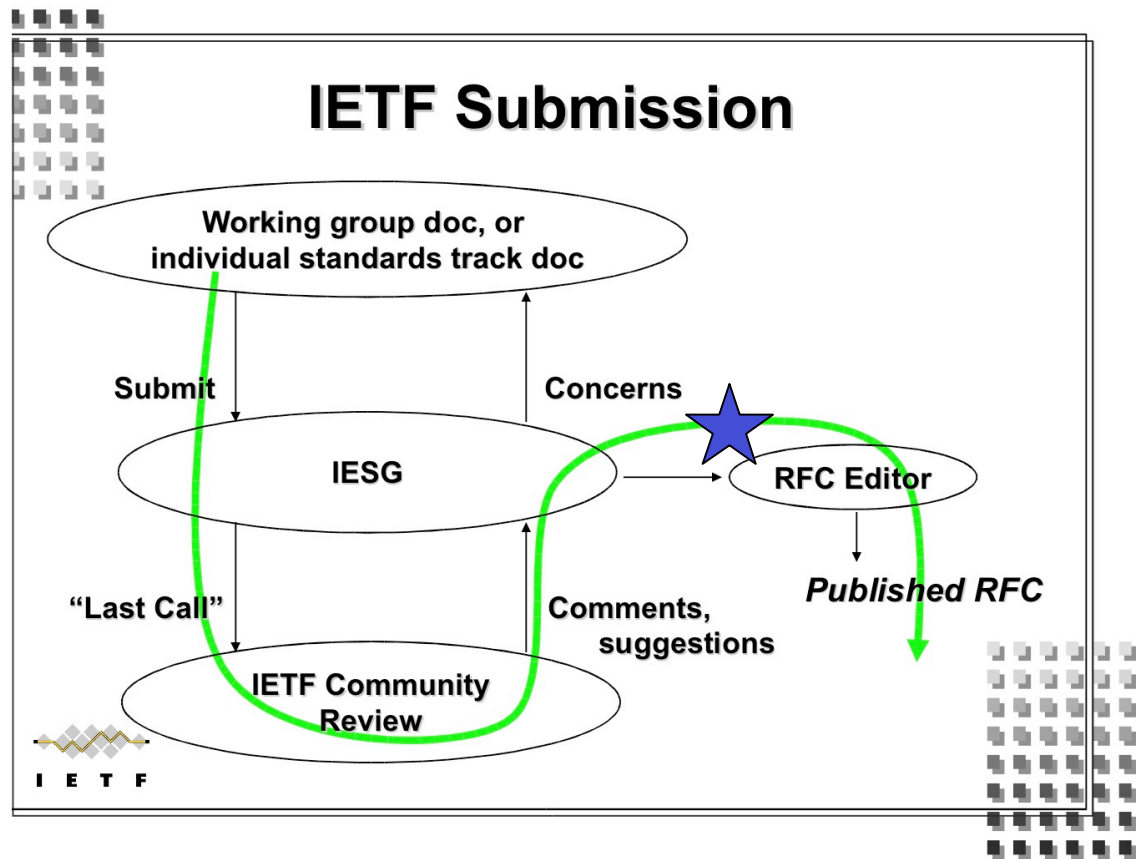 IETF Submission
Working group doc, or
individual standards track doc
Submit
Concerns
IESG
RFC Editor
Published RFC
“Last Call”
Comments,
suggestions
IETF Community
Review
I E T F